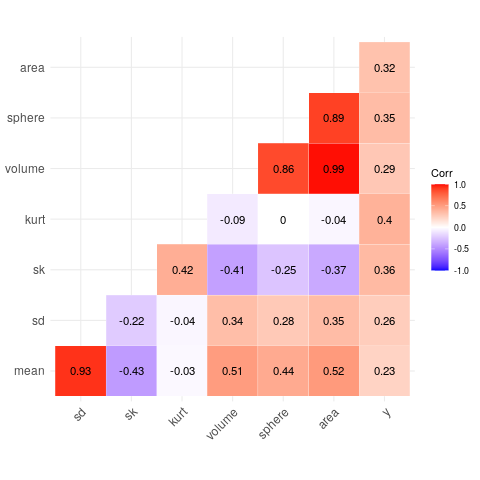 area 0.32
sphere 0.89 0.35
volume 0.86 0.99 0.29
kurt -0.09 0 -0.04 0.4
sk 0.42 -0.41 -0.25 -0.37 0.36
sd -0.22 -0.04 0.34 0.28 0.35 0.26
mean 0.93 -0.43 -0.03 0.51 0.44 0.52 0.23
sd sk kurt volume sphere area y
Corr
1.0
0.5
0.0
-0.5
-1.0